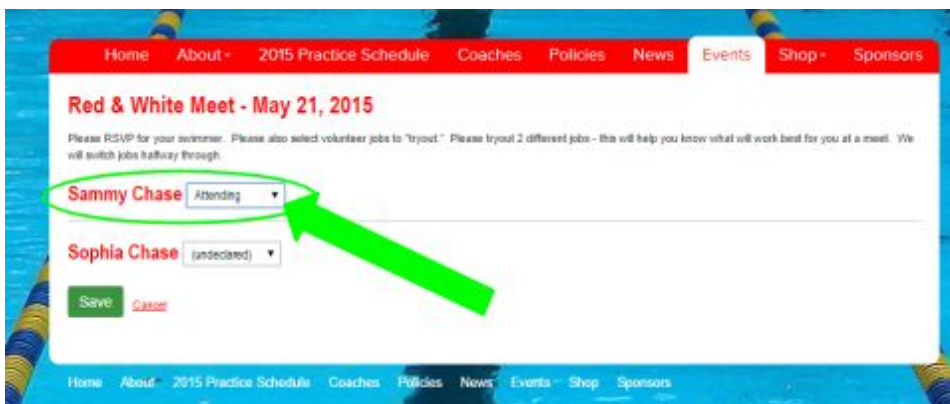 Home About 2015 Practice Schedule Coaches Policies News Events Shop Sponsors
Red & White Meet - May 21, 2015
Please RSVP for your swimmer. Please also select volunteer jobs to "tryout." Please tryout 2 different jobs - this will help you know what will work best for you at a meet. We
will switch jobs halfway through.
Sammy Chase Attending
Sophia Chase (undeclared)
Save Cancel
Home About 2015 Practice Schedule Coaches Policies News Events Shop Sponsors